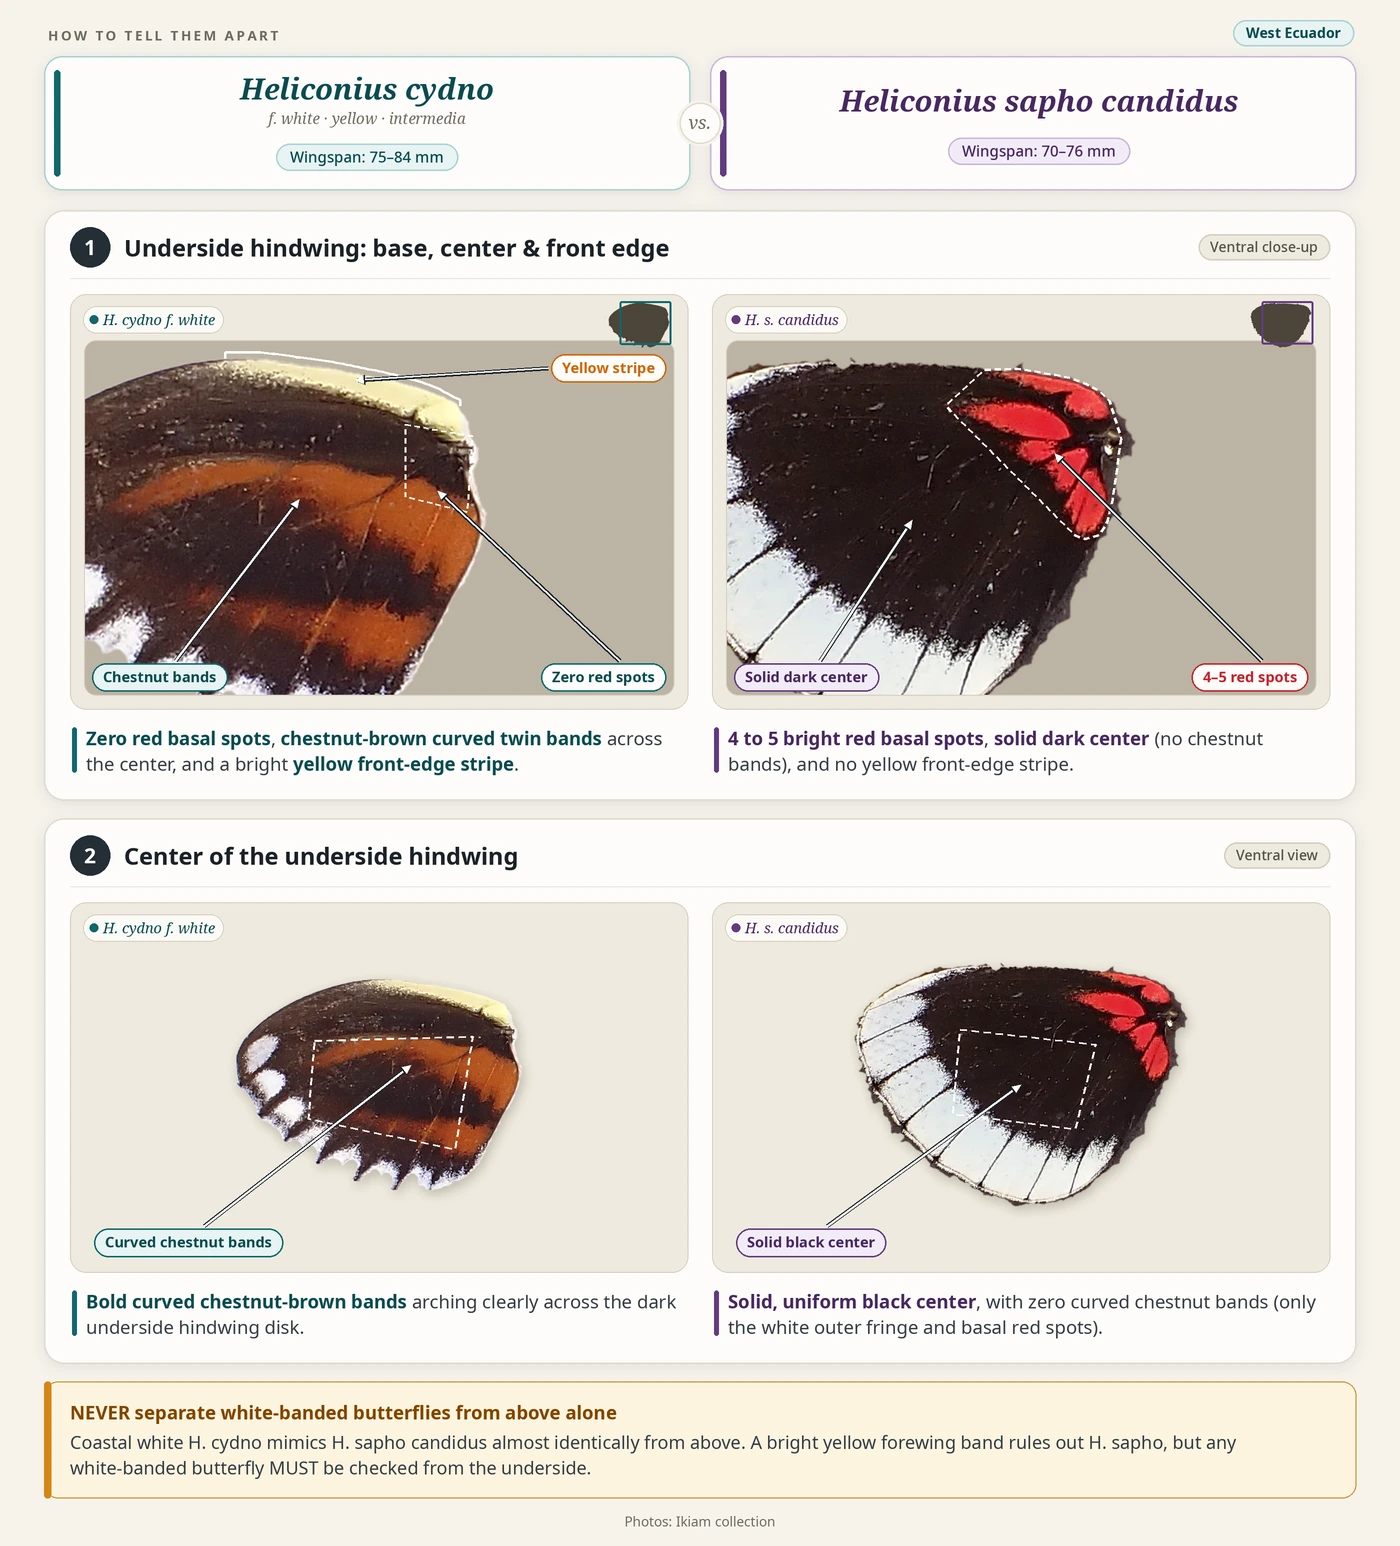 HOW TO TELL THEM APART
West Ecuador
Heliconius cydno
f. white · yellow · intermedia
Wingspan: 75–84 mm
vs.
Heliconius sapho candidus
Wingspan: 70–76 mm
1 Underside hindwing: base, center & front edge
Ventral close-up
H. cydno f. white
Yellow stripe
Chestnut bands
Zero red spots
H. s. candidus
Solid dark center
4–5 red spots
Zero red basal spots, chestnut-brown curved twin bands across
the center, and a bright yellow front-edge stripe.
4 to 5 bright red basal spots, solid dark center (no chestnut
bands), and no yellow front-edge stripe.
2 Center of the underside hindwing
Ventral view
H. cydno f. white
Curved chestnut bands
H. s. candidus
Solid black center
Bold curved chestnut-brown bands arching clearly across the dark
underside hindwing disk.
Solid, uniform black center, with zero curved chestnut bands (only
the white outer fringe and basal red spots).
NEVER separate white-banded butterflies from above alone
Coastal white H. cydno mimics H. sapho candidus almost identically from above. A bright yellow forewing band rules out H. sapho, but any
white-banded butterfly MUST be checked from the underside.
Photos: Ikiam collection